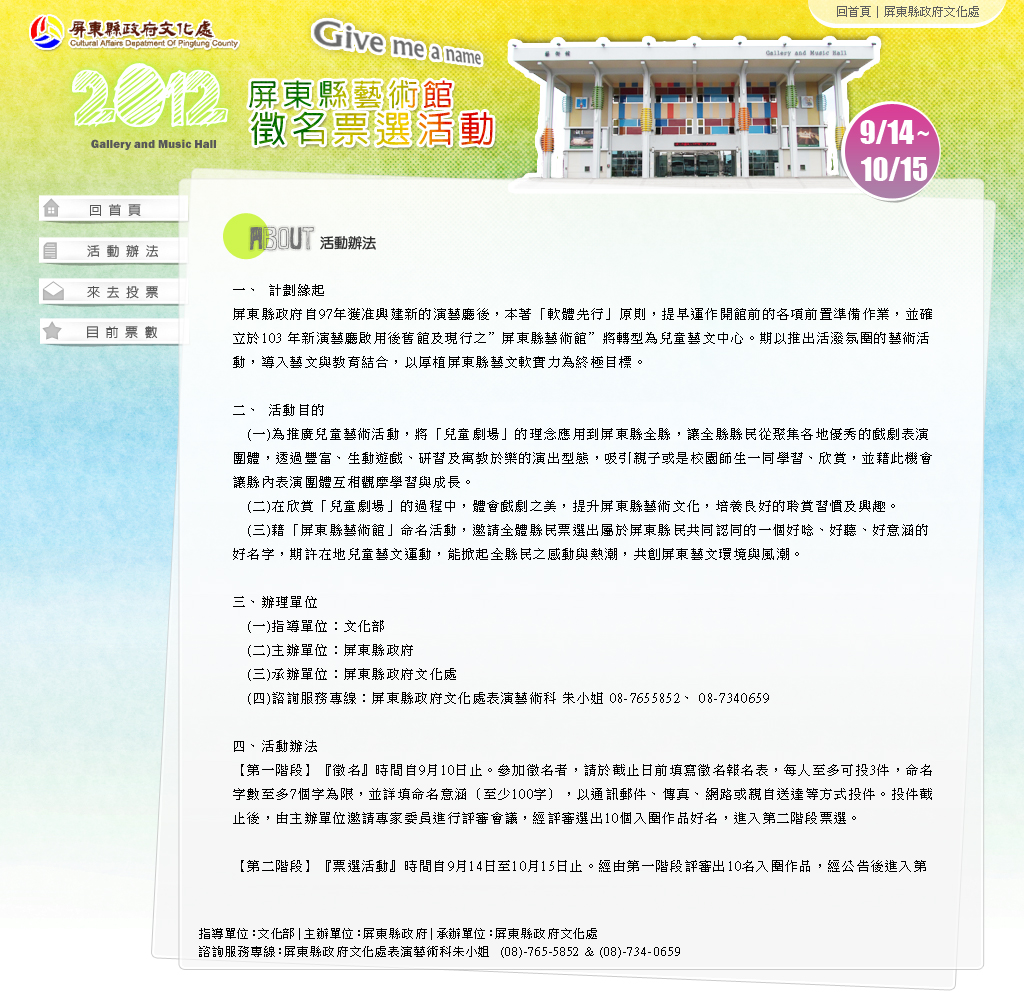 回首頁 | 屏東縣政府文化處
屏東縣政府文化處
Cultural Affairs Department Of Pingtung County
Give me a name
2012
屏東縣藝術館
徵名票選活動
Gallery and Music Hall
藝術館
Gallery and Music Hall
9/14~
10/15
回首頁
活動辦法
來去投票
目前票數
ABOUT 活動辦法
一、 計劃緣起
屏東縣政府自97年獲准興建新的演藝廳後，本著「軟體先行」原則，提早運作開館前的各項前置準備作業，並確
立於103 年新演藝廳啟用後舊館及現行之”屏東縣藝術館”將轉型為兒童藝文中心。期以推出活潑氛圍的藝術活
動，導入藝文與教育結合，以厚植屏東縣藝文軟實力為終極目標。
二、 活動目的
(一)為推廣兒童藝術活動，將「兒童劇場」的理念應用到屏東縣全縣，讓全縣縣民從聚集各地優秀的戲劇表演
團體，透過豐富、生動遊戲、研習及寓教於樂的演出型態，吸引親子或是校園師生一同學習、欣賞，並藉此機會
讓縣內表演團體互相觀摩學習與成長。
(二)在欣賞「兒童劇場」的過程中，體會戲劇之美，提升屏東縣藝術文化，培養良好的聆賞習慣及興趣。
(三)藉「屏東縣藝術館」命名活動，邀請全體縣民票選出屬於屏東縣民共同認同的一個好唸、好聽、好意涵的
好名字，期許在地兒童藝文運動，能掀起全縣民之感動與熱潮，共創屏東藝文環境與風潮。
三、辦理單位
(一)指導單位：文化部
(二)主辦單位：屏東縣政府
(三)承辦單位：屏東縣政府文化處
(四)諮詢服務專線：屏東縣政府文化處表演藝術科 朱小姐 08-7655852、 08-7340659
四、活動辦法
【第一階段】『徵名』時間自9月10日止。參加徵名者，請於截止日前填寫徵名報名表，每人至多可投3件，命名
字數至多7個字為限，並詳填命名意涵〔至少100字〕，以通訊郵件、傳真、網路或親自送達等方式投件。投件截
止後，由主辦單位邀請專家委員進行評審會議，經評審選出10個入圍作品好名，進入第二階段票選。
【第二階段】『票選活動』時間自9月14日至10月15日止。經由第一階段評審出10名入圍作品，經公告後進入第
指導單位:文化部 | 主辦單位:屏東縣政府 | 承辦單位:屏東縣政府文化處
諮詢服務專線:屏東縣政府文化處表演藝術科朱小姐 (08)-765-5852 & (08)-734-0659